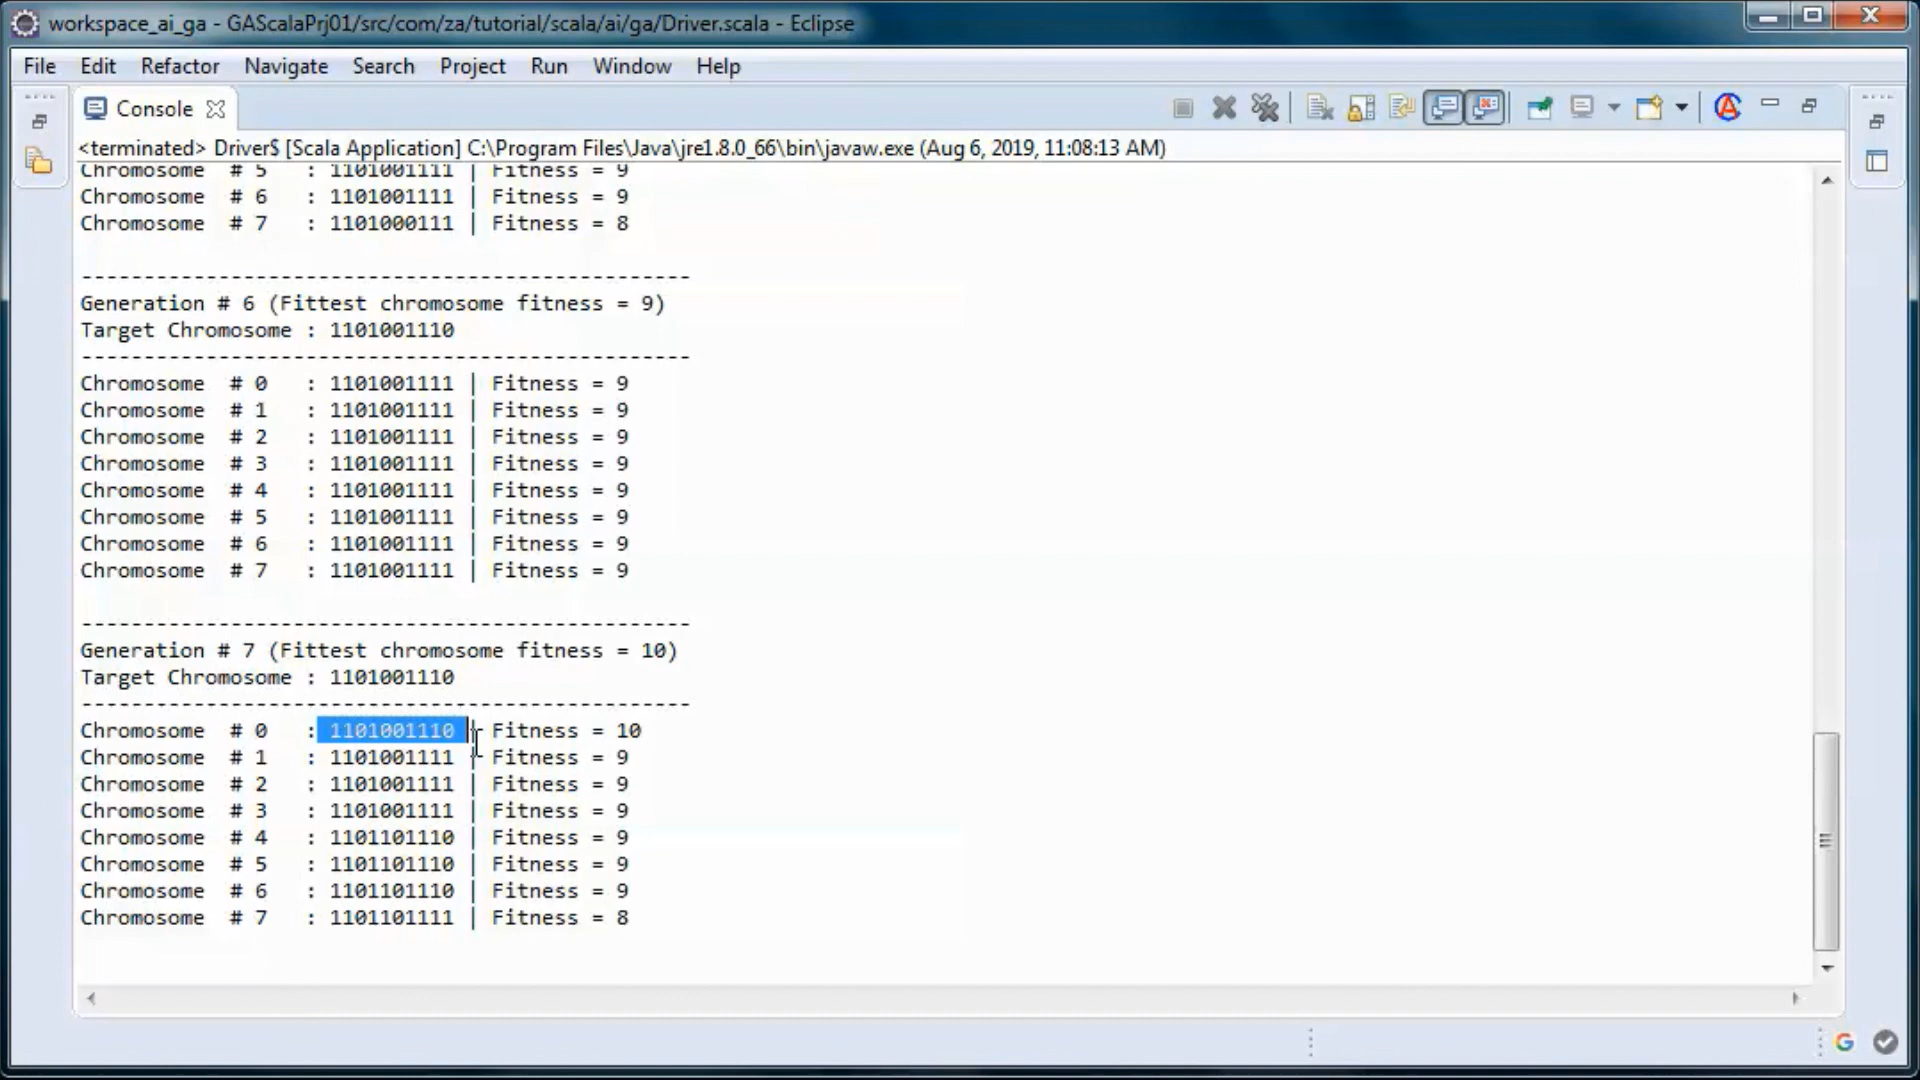 workspace_ai_ga - GAScalaPrj01/src/com/za/tutorial/scala/ai/ga/Driver.scala - Eclipse
File Edit Refactor Navigate Search Project Run Window Help
Console
<terminated> Driver$ [Scala Application] C:\Program Files\Java\jre1.8.0_66\bin\javaw.exe (Aug 6, 2019, 11:08:13 AM)
Chromosome # 5 : 1101001111 | Fitness = 9
Chromosome # 6 : 1101001111 | Fitness = 9
Chromosome # 7 : 1101000111 | Fitness = 8
-------------------------------------------------
Generation # 6 (Fittest chromosome fitness = 9)
Target Chromosome : 1101001110
-------------------------------------------------
Chromosome # 0 : 1101001111 | Fitness = 9
Chromosome # 1 : 1101001111 | Fitness = 9
Chromosome # 2 : 1101001111 | Fitness = 9
Chromosome # 3 : 1101001111 | Fitness = 9
Chromosome # 4 : 1101001111 | Fitness = 9
Chromosome # 5 : 1101001111 | Fitness = 9
Chromosome # 6 : 1101001111 | Fitness = 9
Chromosome # 7 : 1101001111 | Fitness = 9
-------------------------------------------------
Generation # 7 (Fittest chromosome fitness = 10)
Target Chromosome : 1101001110
-------------------------------------------------
Chromosome # 0 : 1101001110 | Fitness = 10
Chromosome # 1 : 1101001111 | Fitness = 9
Chromosome # 2 : 1101001111 | Fitness = 9
Chromosome # 3 : 1101001111 | Fitness = 9
Chromosome # 4 : 1101101110 | Fitness = 9
Chromosome # 5 : 1101101110 | Fitness = 9
Chromosome # 6 : 1101101110 | Fitness = 9
Chromosome # 7 : 1101101111 | Fitness = 8